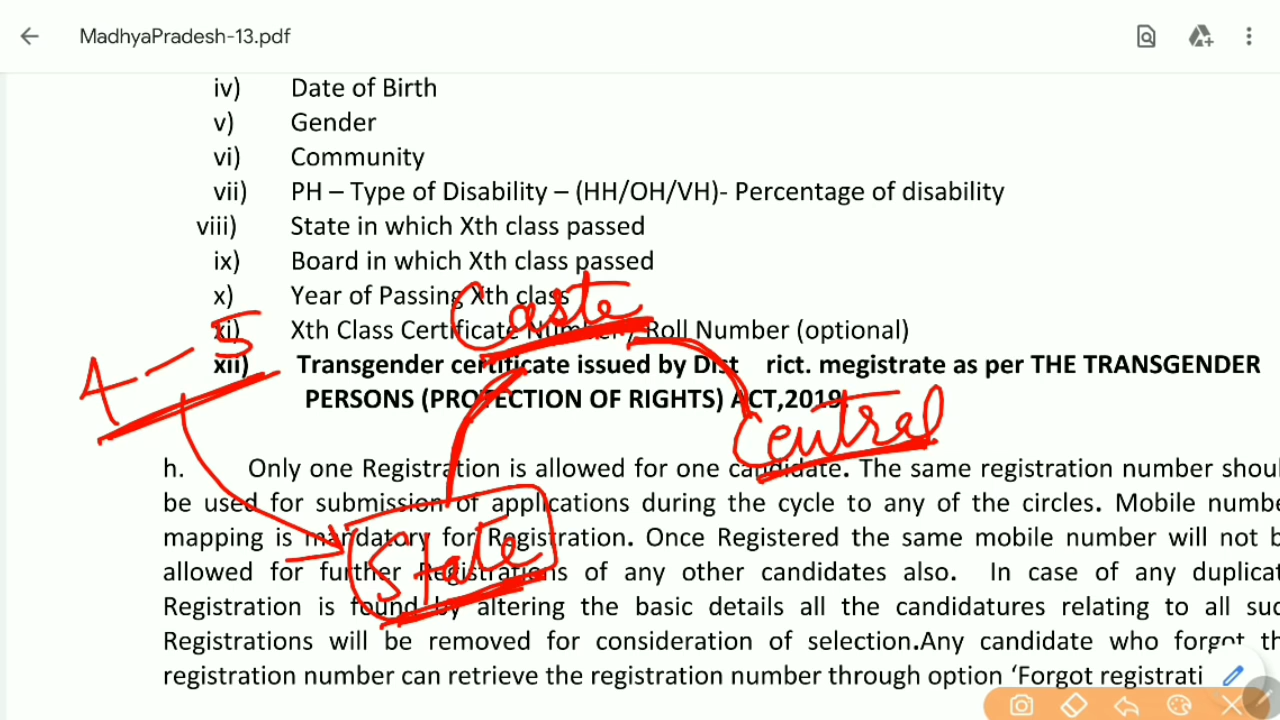 MadhyaPradesh-13.pdf
iv) Date of Birth
v) Gender
vi) Community
vii) PH – Type of Disability – (HH/OH/VH)- Percentage of disability
viii) State in which Xth class passed
ix) Board in which Xth class passed
x) Year of Passing Xth class
Caste
4 – 5
xi) Xth Class Certificate Number / Roll Number (optional)
xii) Transgender certificate issued by Dist rict. megistrate as per THE TRANSGENDER
PERSONS (PROTECTION OF RIGHTS) ACT,2019.
Central
h. Only one Registration is allowed for one candidate. The same registration number shoul
be used for submission of applications during the cycle to any of the circles. Mobile numbe
mapping is mandatory for Registration. Once Registered the same mobile number will not b
State
allowed for further Registrations of any other candidates also. In case of any duplicat
Registration is found by altering the basic details all the candidatures relating to all suc
Registrations will be removed for consideration of selection.Any candidate who forgot th
registration number can retrieve the registration number through option ‘Forgot registrati